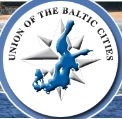 UNION OF THE BALTIC CITIES